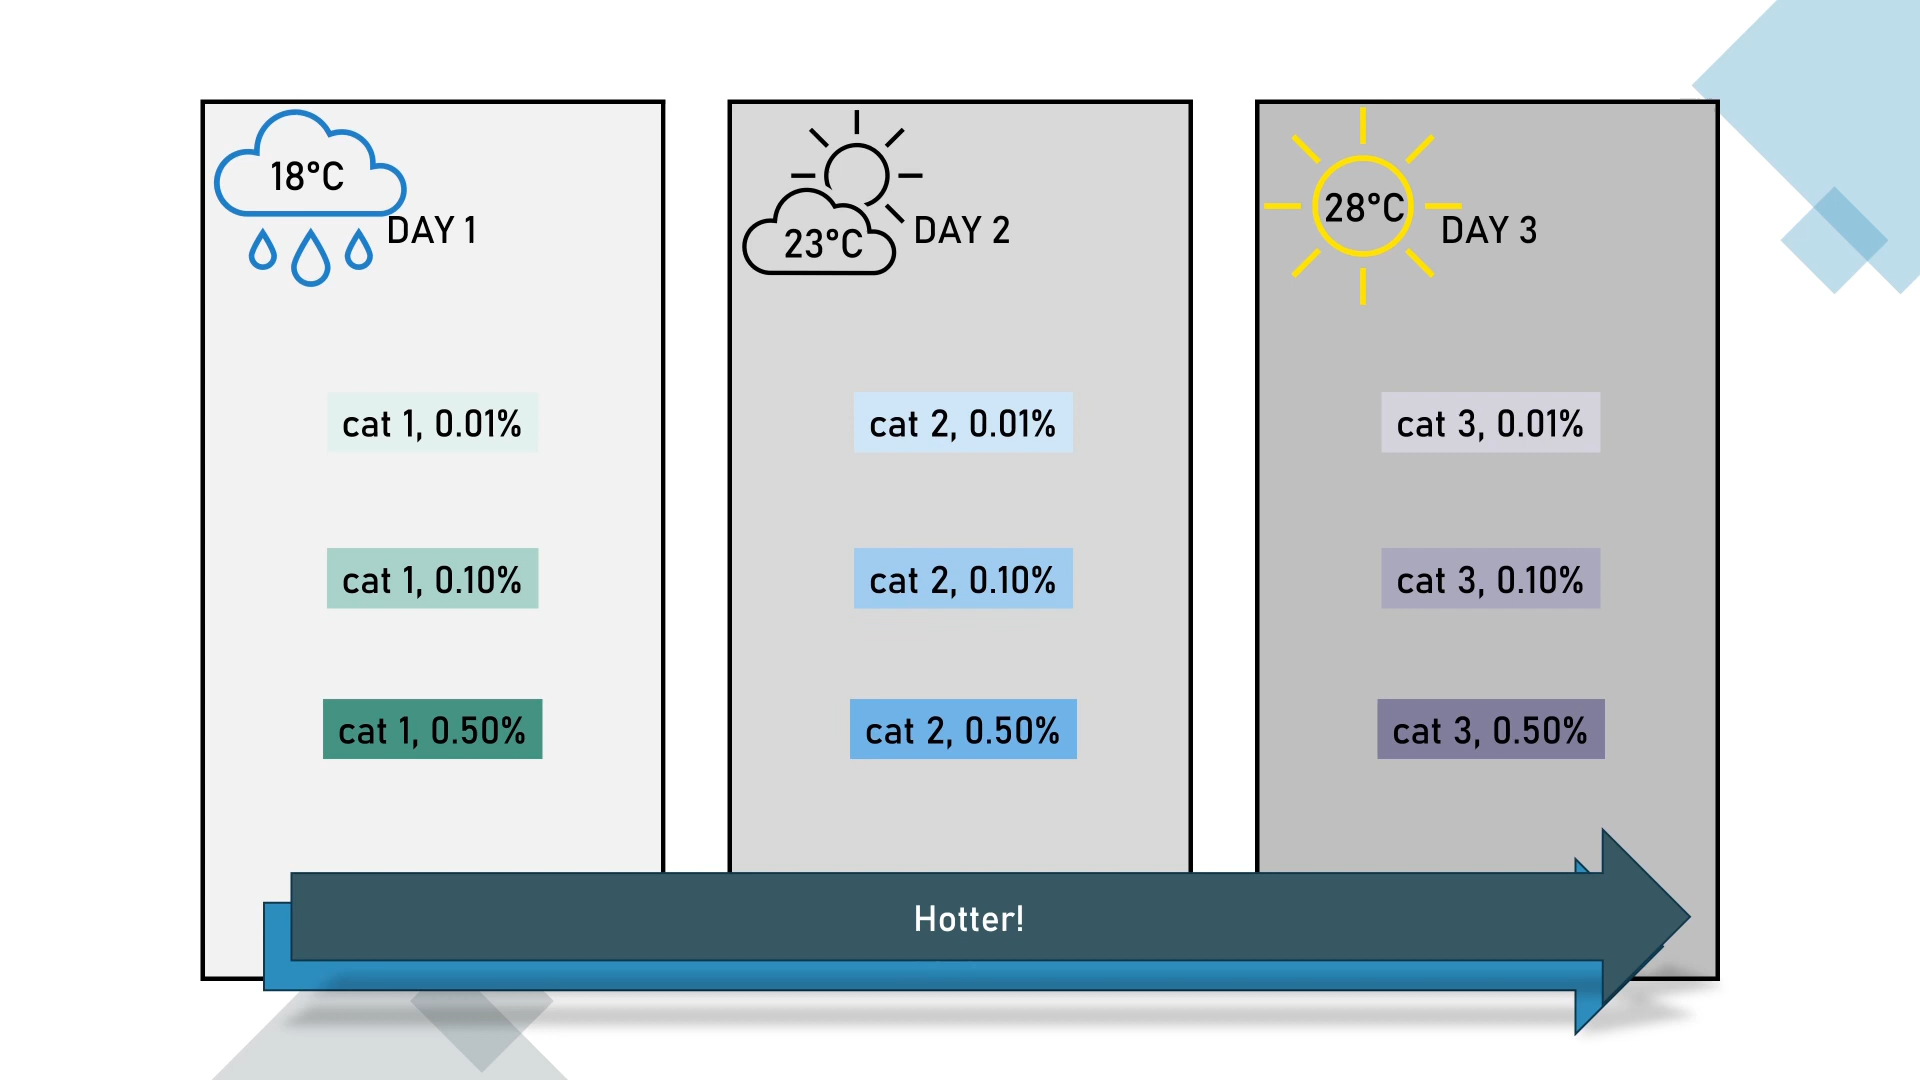 18°C
DAY 1
cat 1, 0.01%
cat 1, 0.10%
cat 1, 0.50%
23°C
DAY 2
cat 2, 0.01%
cat 2, 0.10%
cat 2, 0.50%
28°C
DAY 3
cat 3, 0.01%
cat 3, 0.10%
cat 3, 0.50%
Hotter!